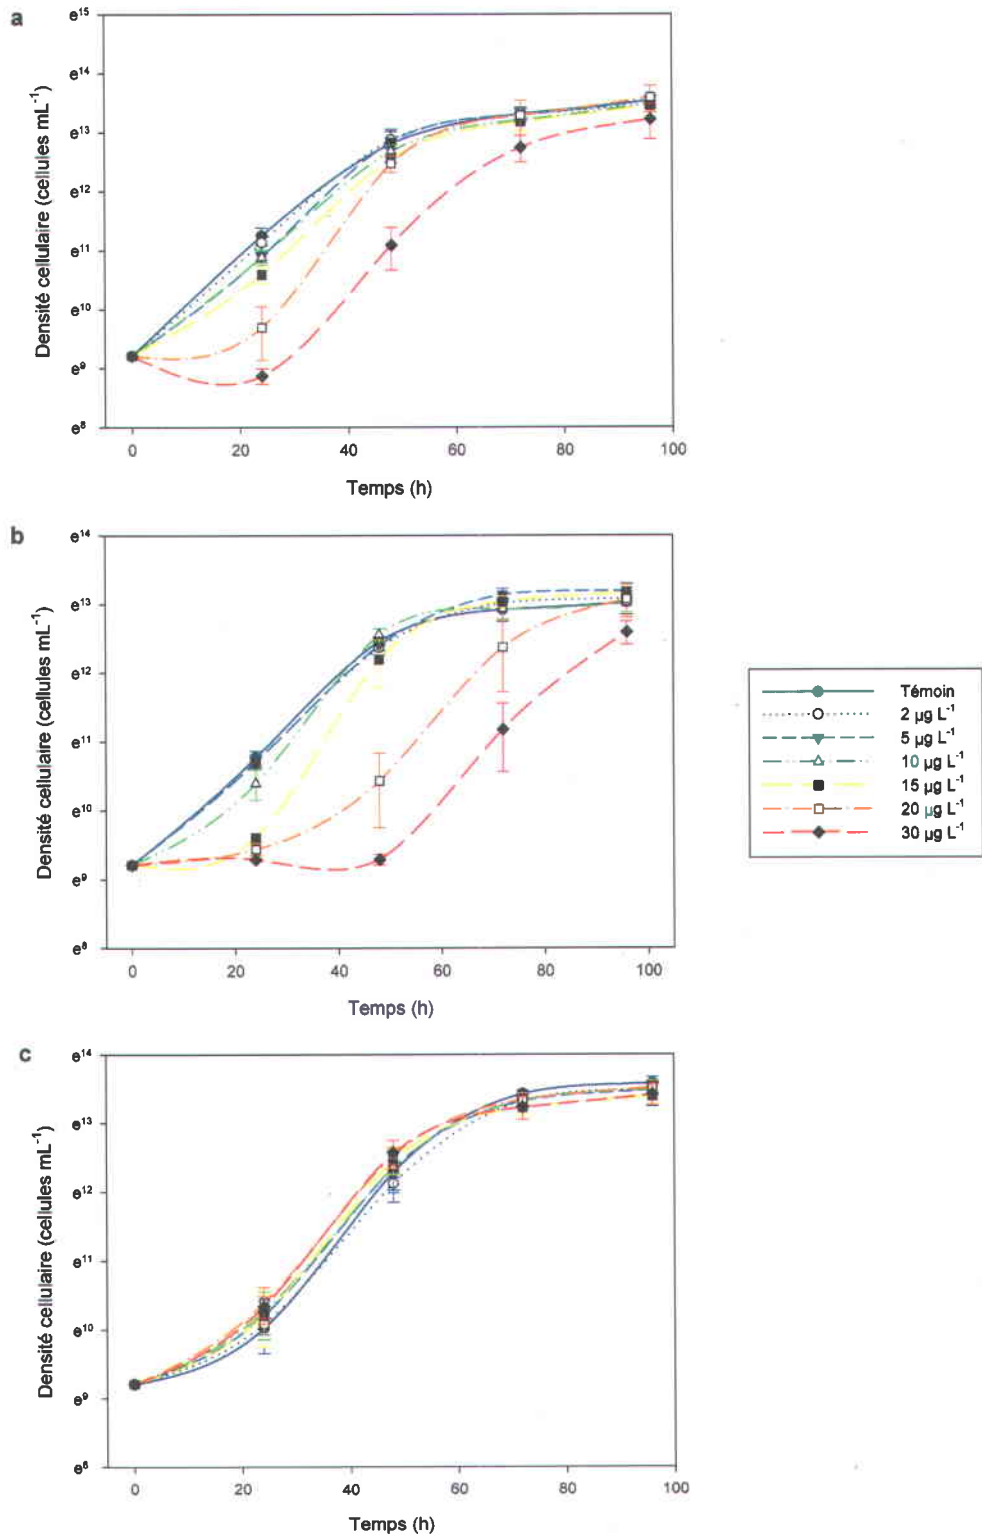 a
e15
e14
e13
e12
e11
e10
e9
e8
Densité cellulaire (cellules mL-1)
0 20 40 60 80 100
Temps (h)
b
e14
e13
e12
e11
e10
e9
e8
Densité cellulaire (cellules mL-1)
0 20 40 60 80 100
Temps (h)
Témoin
2 µg L-1
5 µg L-1
10 µg L-1
15 µg L-1
20 µg L-1
30 µg L-1
c
e14
e13
e12
e11
e10
e9
e8
Densité cellulaire (cellules mL-1)
0 20 40 60 80 100
Temps (h)